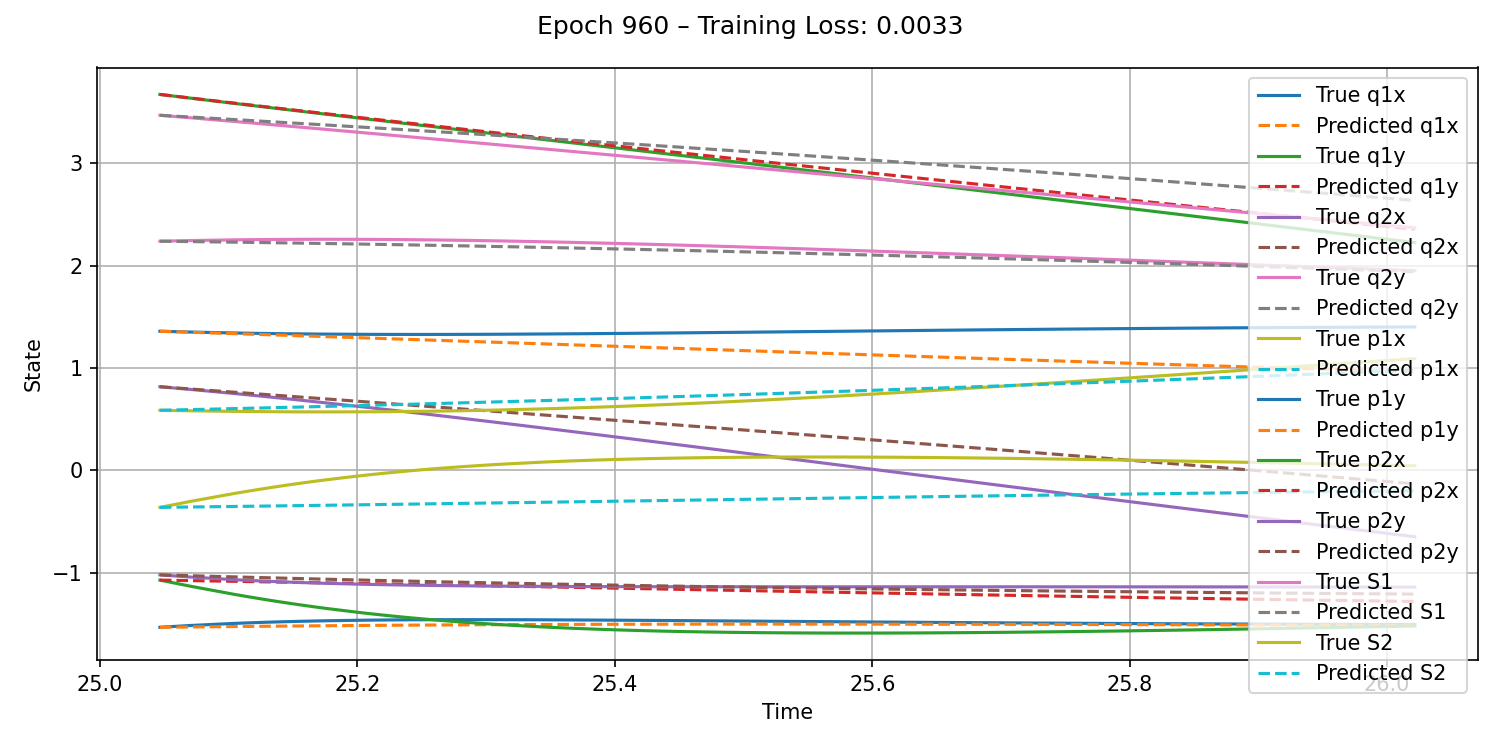 Epoch 960 – Training Loss: 0.0033
State
3
2
1
0
−1
25.0
25.2
25.4
25.6
25.8
26.0
Time
True q1x
Predicted q1x
True q1y
Predicted q1y
True q2x
Predicted q2x
True q2y
Predicted q2y
True p1x
Predicted p1x
True p1y
Predicted p1y
True p2x
Predicted p2x
True p2y
Predicted p2y
True S1
Predicted S1
True S2
Predicted S2